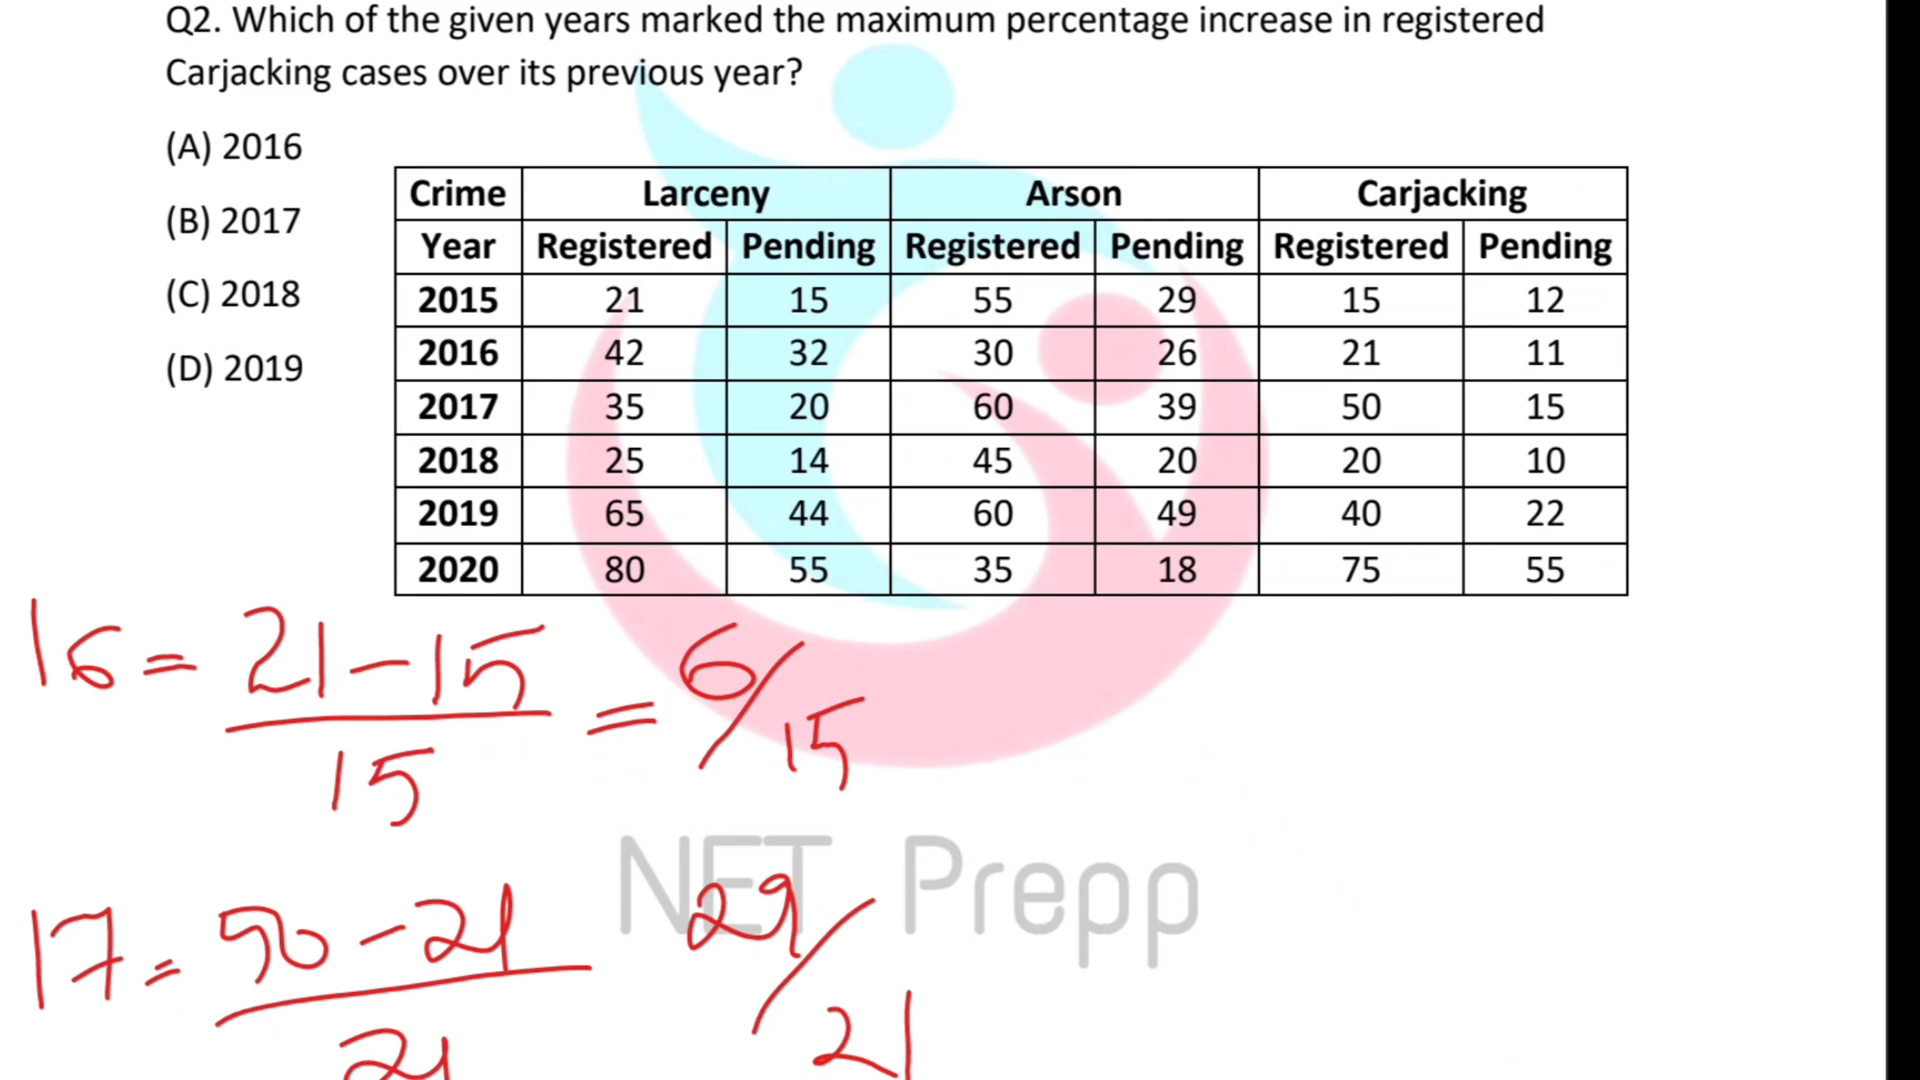 Q2. Which of the given years marked the maximum percentage increase in registered
Carjacking cases over its previous year?
(A) 2016
(B) 2017
(C) 2018
(D) 2019
Crime Larceny Arson Carjacking
Year Registered Pending Registered Pending Registered Pending
2015 21 15 55 29 15 12
2016 42 32 30 26 21 11
2017 35 20 60 39 50 15
2018 25 14 45 20 20 10
2019 65 44 60 49 40 22
2020 80 55 35 18 75 55
16 = 21-15 = 6/15
15
NET Prepp
17 = 50-21 29/21
21